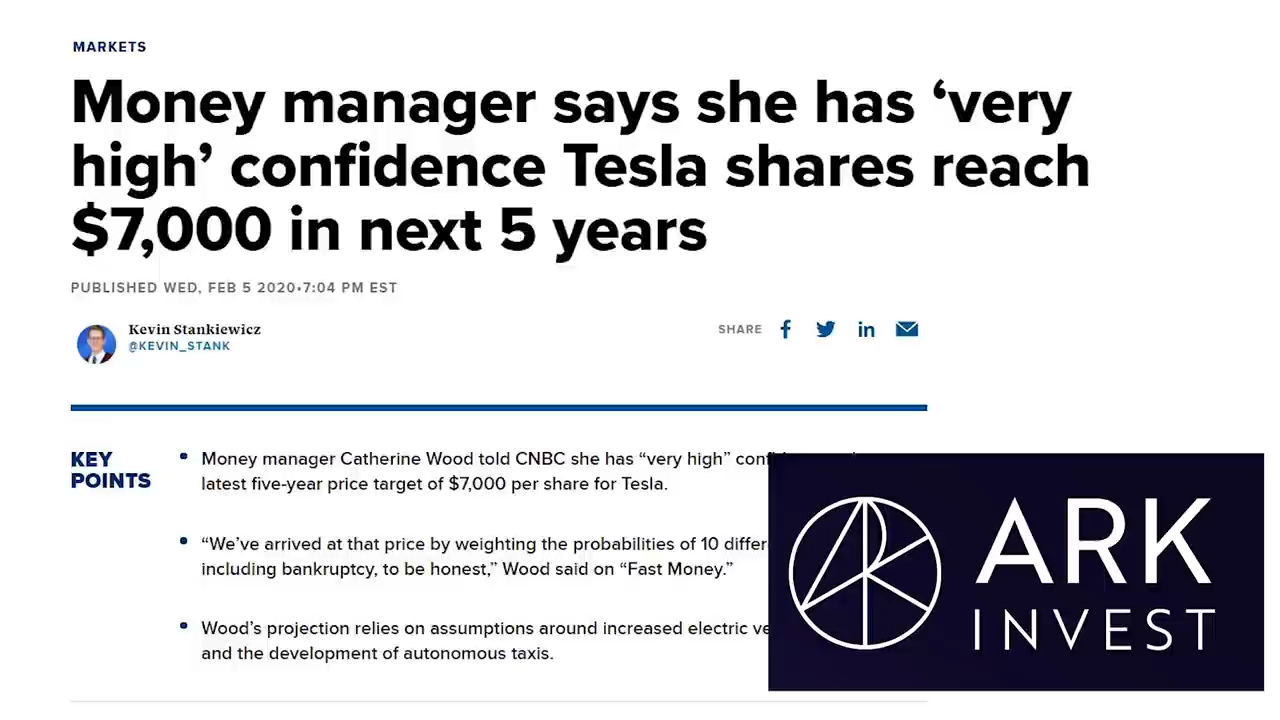 MARKETS
Money manager says she has ‘very
high’ confidence Tesla shares reach
$7,000 in next 5 years
PUBLISHED WED, FEB 5 2020•7:04 PM EST
Kevin Stankiewicz
@KEVIN_STANK
SHARE
KEY
POINTS
• Money manager Catherine Wood told CNBC she has “very high”
latest five-year price target of $7,000 per share for Tesla.
• “We’ve arrived at that price by weighting the probabilities of 10
including bankruptcy, to be honest,” Wood said on “Fast Money.”
• Wood’s projection relies on assumptions around increased electric
and the development of autonomous taxis.
ARK
INVEST